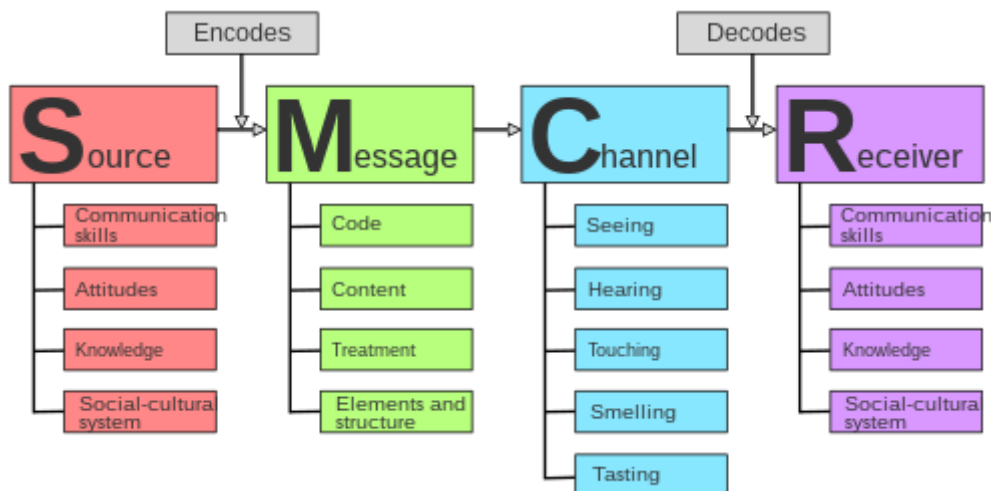 Encodes
Decodes
Source
Message
Channel
Receiver
Communication
skills
Code
Seeing
Communication
skills
Attitudes
Content
Hearing
Attitudes
Knowledge
Treatment
Touching
Knowledge
Social-cultural
system
Elements and
structure
Smelling
Social-cultural
system
Tasting